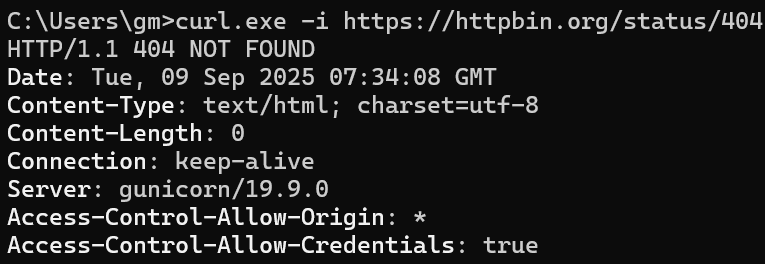 C:\Users\gm>curl.exe -i https://httpbin.org/status/404
HTTP/1.1 404 NOT FOUND
Date: Tue, 09 Sep 2025 07:34:08 GMT
Content-Type: text/html; charset=utf-8
Content-Length: 0
Connection: keep-alive
Server: gunicorn/19.9.0
Access-Control-Allow-Origin: *
Access-Control-Allow-Credentials: true